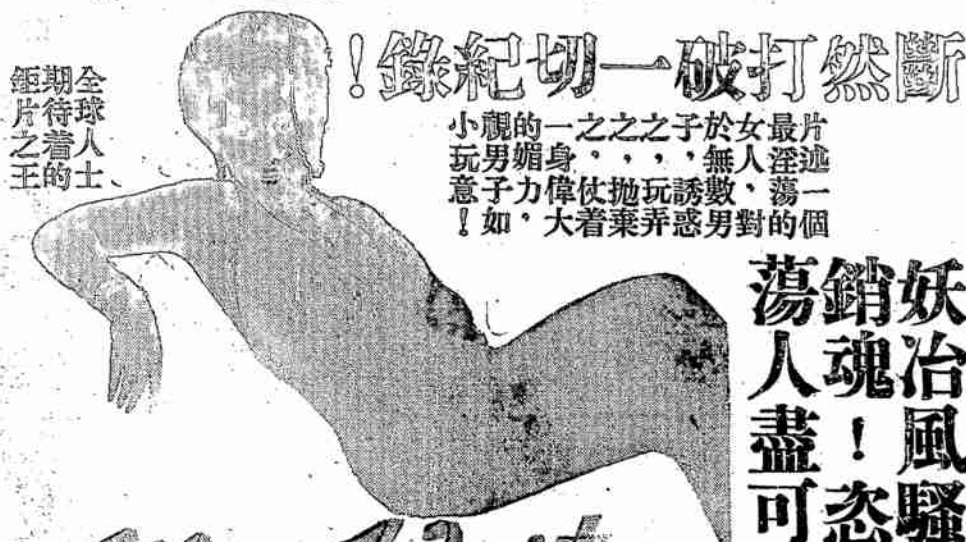 斷然打破一切紀錄！
片述一個
最淫蕩的
女人、對
於無數男
子，誘惑
之，玩弄
之，拋棄
之，仗着
一身偉大
的媚力，
視男子如
小玩意！
全球人士
期待着的
鉅片之王
妖冶風騷
銷魂！恣
蕩人盡可